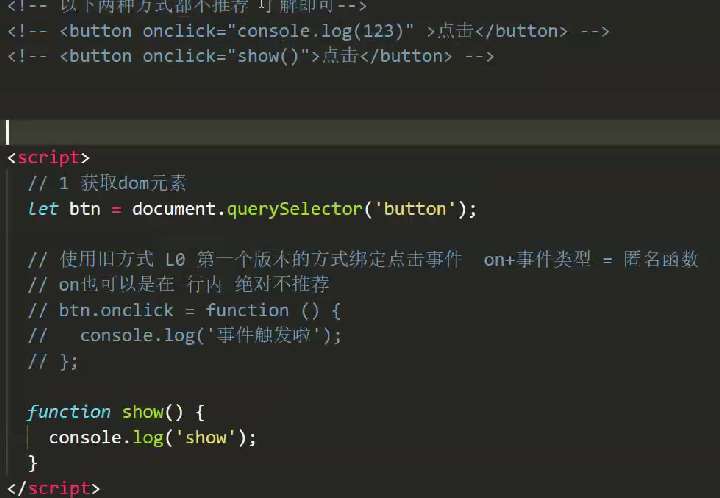 <!-- 以下两种方式都不推荐 了解即可-->
<!-- <button onclick="console.log(123)" >点击</button> -->
<!-- <button onclick="show()">点击</button> -->
<script>
// 1 获取dom元素
let btn = document.querySelector('button');
// 使用旧方式 L0 第一个版本的方式绑定点击事件  on+事件类型 = 匿名函数
// on也可以是在 行内 绝对不推荐
// btn.onclick = function () {
//   console.log('事件触发啦');
// };
function show() {
console.log('show');
}
</script>